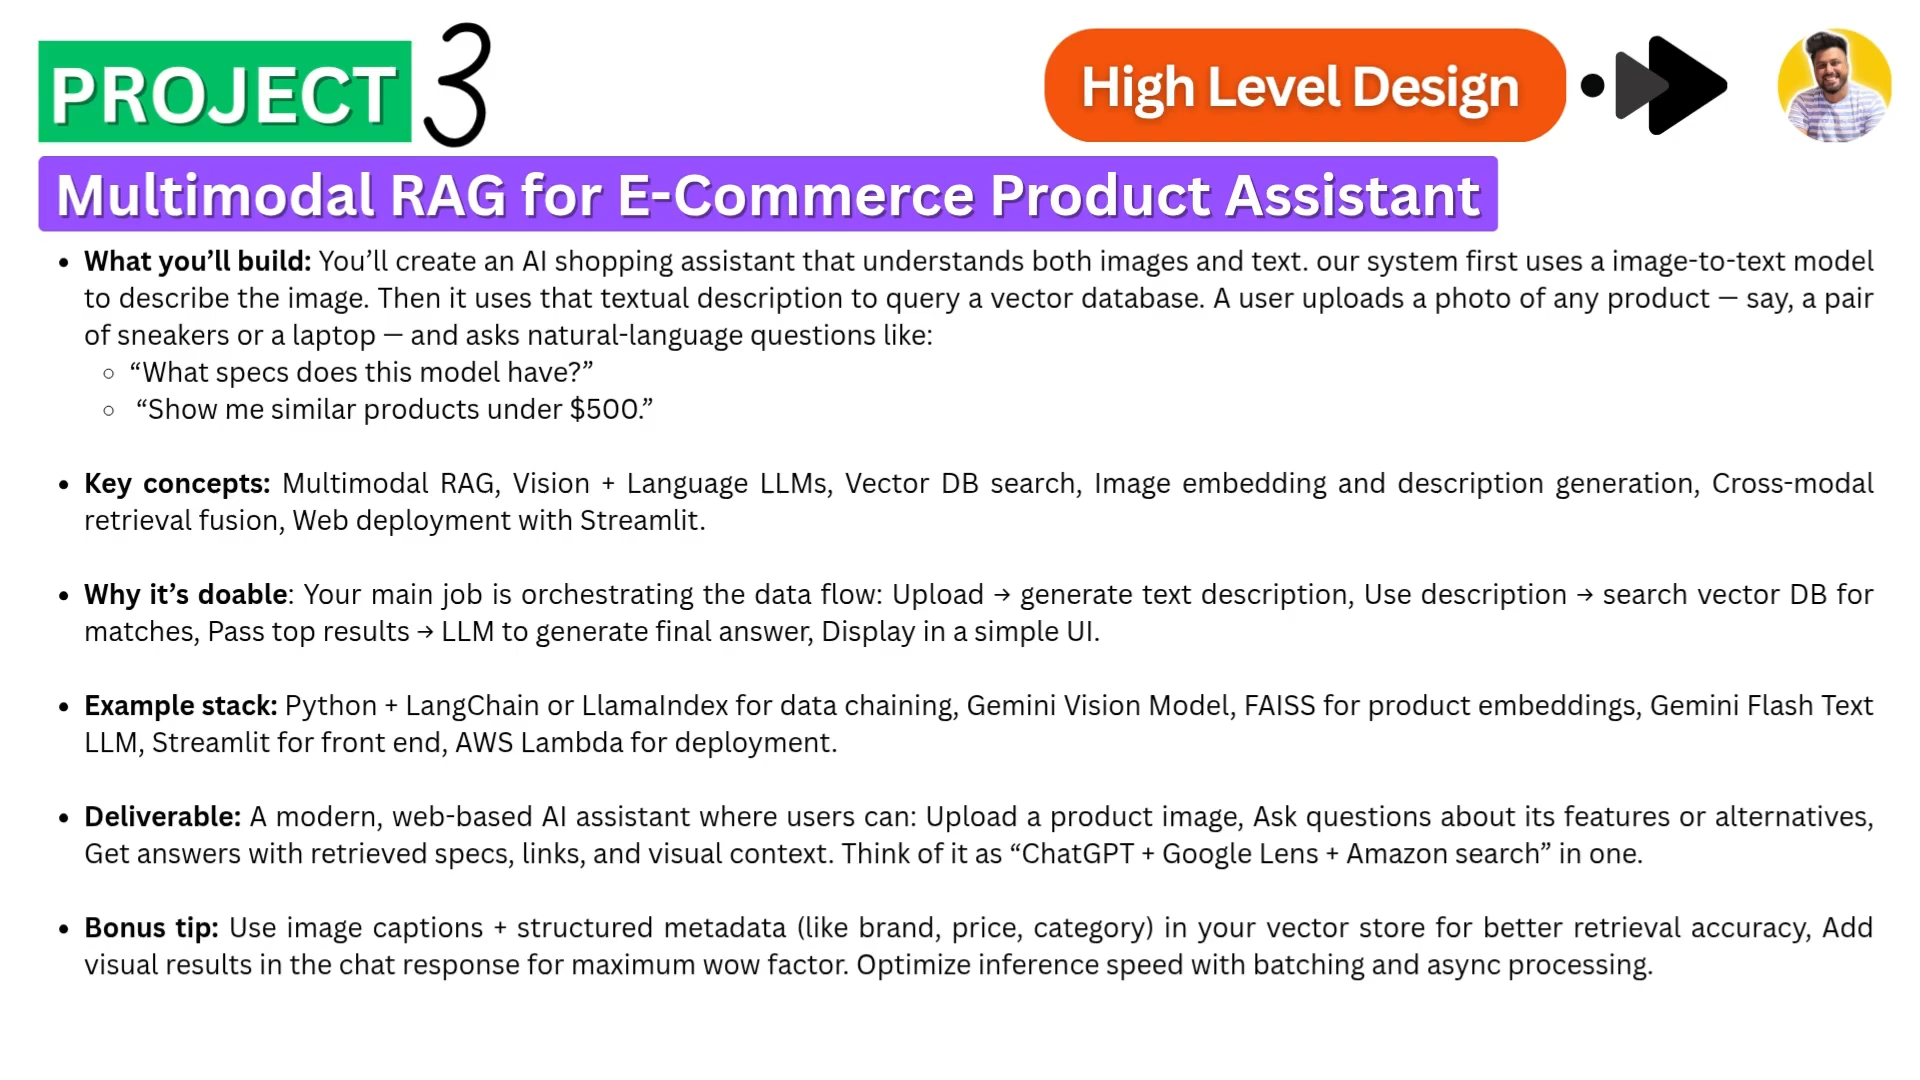 PROJECT 3
High Level Design
Multimodal RAG for E-Commerce Product Assistant
• What you’ll build: You’ll create an AI shopping assistant that understands both images and text. our system first uses a image-to-text model
to describe the image. Then it uses that textual description to query a vector database. A user uploads a photo of any product — say, a pair
of sneakers or a laptop — and asks natural-language questions like:
◦ “What specs does this model have?”
◦ “Show me similar products under $500.”
• Key concepts: Multimodal RAG, Vision + Language LLMs, Vector DB search, Image embedding and description generation, Cross-modal
retrieval fusion, Web deployment with Streamlit.
• Why it’s doable: Your main job is orchestrating the data flow: Upload → generate text description, Use description → search vector DB for
matches, Pass top results → LLM to generate final answer, Display in a simple UI.
• Example stack: Python + LangChain or LlamaIndex for data chaining, Gemini Vision Model, FAISS for product embeddings, Gemini Flash Text
LLM, Streamlit for front end, AWS Lambda for deployment.
• Deliverable: A modern, web-based AI assistant where users can: Upload a product image, Ask questions about its features or alternatives,
Get answers with retrieved specs, links, and visual context. Think of it as “ChatGPT + Google Lens + Amazon search” in one.
• Bonus tip: Use image captions + structured metadata (like brand, price, category) in your vector store for better retrieval accuracy, Add
visual results in the chat response for maximum wow factor. Optimize inference speed with batching and async processing.